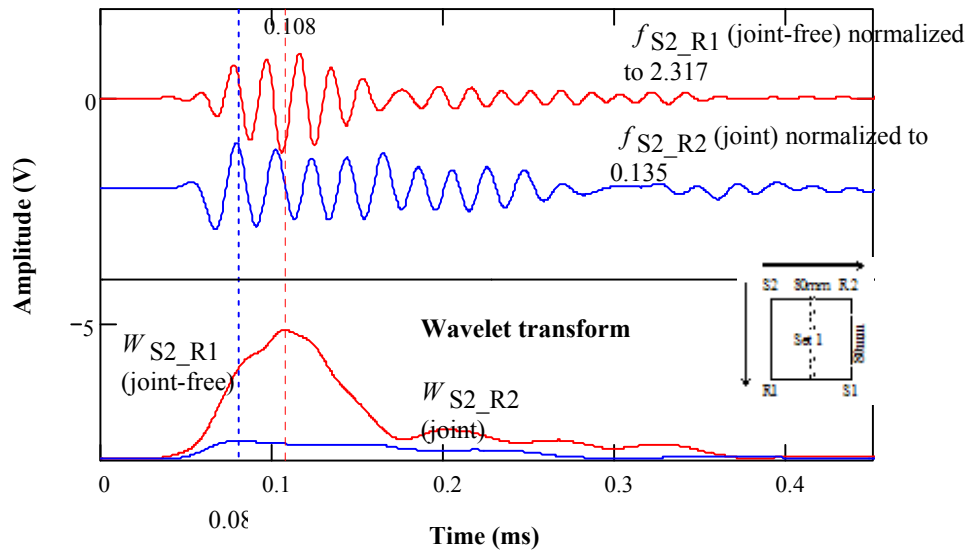 0.108
f S2_R1 (joint-free) normalized
to 2.317
0
f S2_R2 (joint) normalized to
0.135
Amplitude (V)
S2 80mm R2
Set 1
80mm
R1 S1
−5
Wavelet transform
W S2_R1
(joint-free)
W S2_R2
(joint)
0 0.1 0.2 0.3 0.4
0.08
Time (ms)